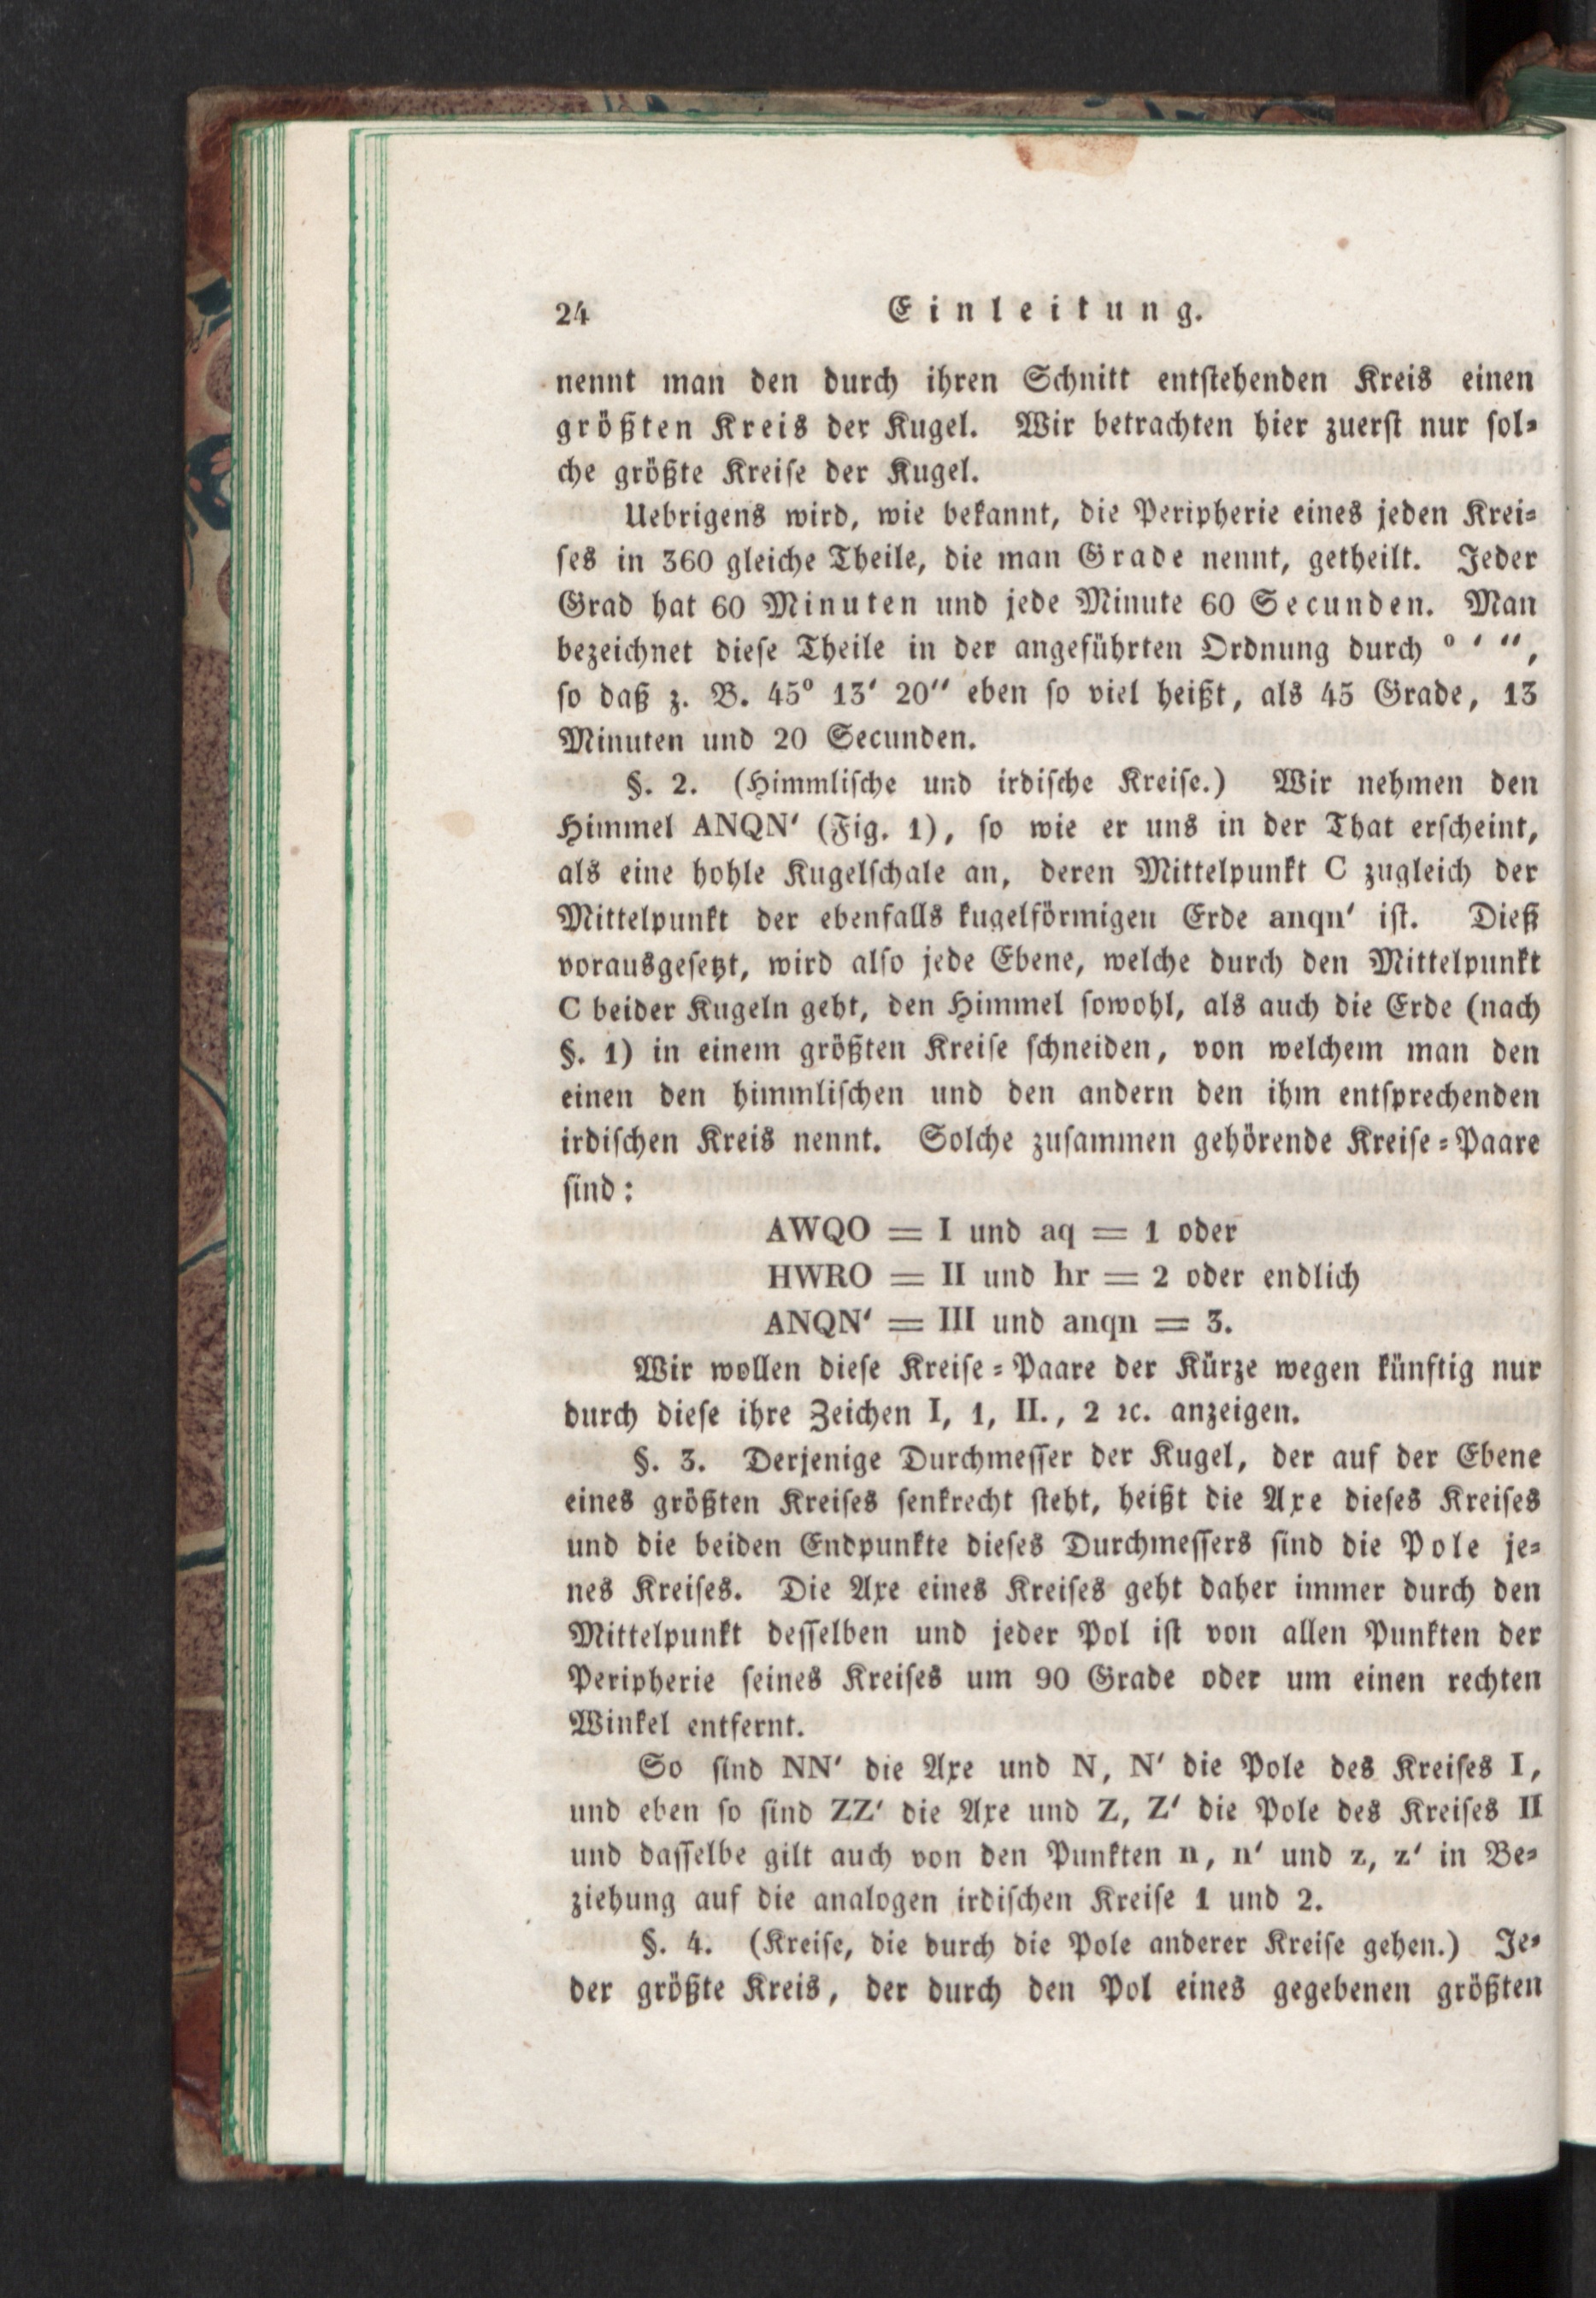 24 Einleitung.
nennt man den durch ihren Schnitt entstehenden Kreis einen
größten Kreis der Kugel. Wir betrachten hier zuerst nur sol-
che größte Kreise der Kugel.
Uebrigens wird, wie bekannt, die Peripherie eines jeden Krei-
ses in 360 gleiche Theile, die man Grade nennt, getheilt. Jeder
Grad hat 60 Minuten und jede Minute 60 Secunden. Man
bezeichnet diese Theile in der angeführten Ordnung durch ° ' ",
so daß z. B. 45° 13' 20" eben so viel heißt, als 45 Grade, 13
Minuten und 20 Secunden.
§. 2. (Himmlische und irdische Kreise.) Wir nehmen den
Himmel ANQN' (Fig. 1), so wie er uns in der That erscheint,
als eine hohle Kugelschale an, deren Mittelpunkt C zugleich der
Mittelpunkt der ebenfalls kugelförmigen Erde anqn' ist. Dieß
vorausgesetzt, wird also jede Ebene, welche durch den Mittelpunkt
C beider Kugeln geht, den Himmel sowohl, als auch die Erde (nach
§. 1) in einem größten Kreise schneiden, von welchem man den
einen den himmlischen und den andern den ihm entsprechenden
irdischen Kreis nennt. Solche zusammen gehörende Kreise-Paare
sind:
AWQO = I und aq = 1 oder
HWRO = II und hr = 2 oder endlich
ANQN' = III und anqn = 3.
Wir wollen diese Kreise-Paare der Kürze wegen künftig nur
durch diese ihre Zeichen I, 1, II., 2 ꝛc. anzeigen.
§. 3. Derjenige Durchmesser der Kugel, der auf der Ebene
eines größten Kreises senkrecht steht, heißt die Axe dieses Kreises
und die beiden Endpunkte dieses Durchmessers sind die Pole je-
nes Kreises. Die Axe eines Kreises geht daher immer durch den
Mittelpunkt desselben und jeder Pol ist von allen Punkten der
Peripherie seines Kreises um 90 Grade oder um einen rechten
Winkel entfernt.
So sind NN' die Axe und N, N' die Pole des Kreises I,
und eben so sind ZZ' die Axe und Z, Z' die Pole des Kreises II
und dasselbe gilt auch von den Punkten n, n' und z, z' in Be-
ziehung auf die analogen irdischen Kreise 1 und 2.
§. 4. (Kreise, die durch die Pole anderer Kreise gehen.) Je-
der größte Kreis, der durch den Pol eines gegebenen größten